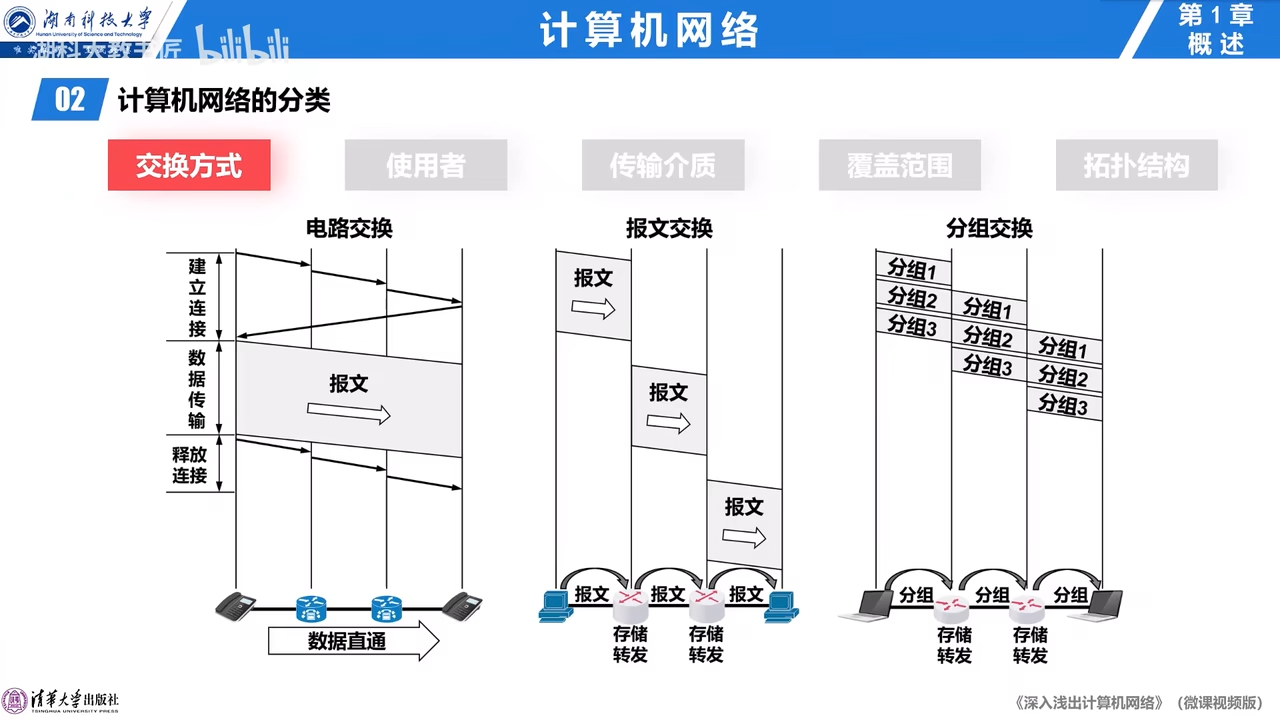 湖南科技大学
Hunan University of Science and Technology
湖科大教书匠
bilibili
计算机网络
第1章
概述
02
计算机网络的分类
交换方式
使用者
传输介质
覆盖范围
拓扑结构
电路交换
建立连接
数据传输
释放
连接
报文
数据直通
报文交换
报文
报文
报文
报文
报文
报文
存储
转发
存储
转发
分组交换
分组1
分组2
分组3
分组1
分组2
分组3
分组1
分组2
分组3
分组
分组
分组
存储
转发
存储
转发
清华大学出版社
TSINGHUA UNIVERSITY PRESS
《深入浅出计算机网络》（微课视频版）